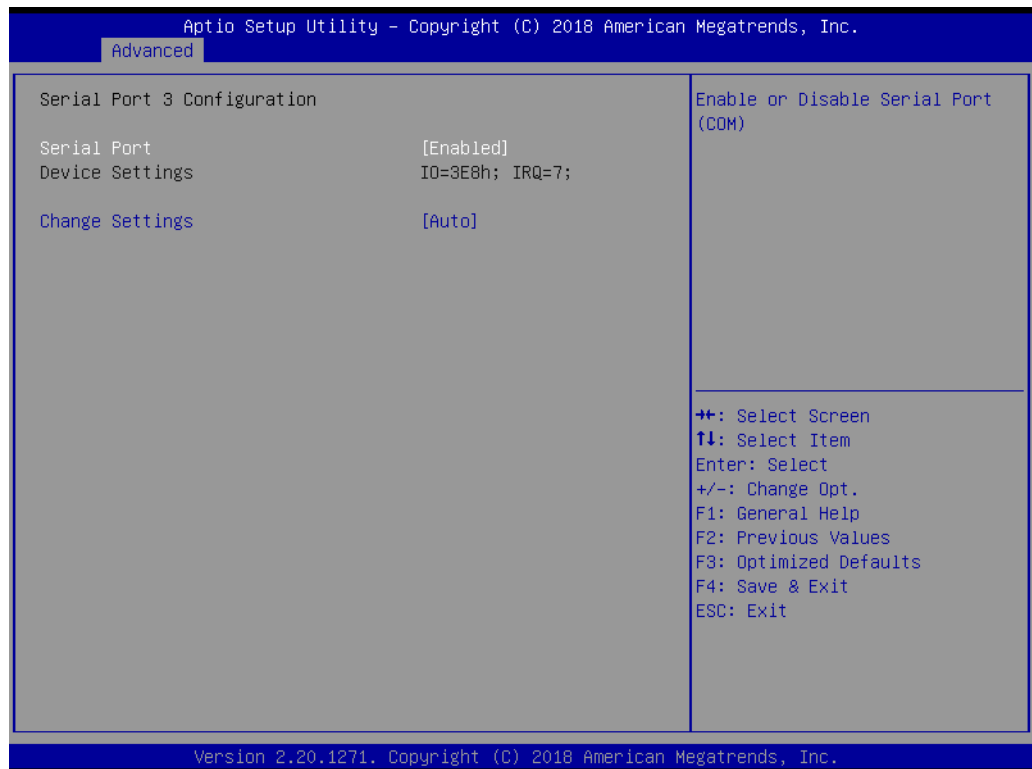 Aptio Setup Utility – Copyright (C) 2018 American Megatrends, Inc.
Advanced
Serial Port 3 Configuration
Serial Port [Enabled]
Device Settings IO=3E8h; IRQ=7;
Change Settings [Auto]
Enable or Disable Serial Port
(COM)
→←: Select Screen
↑↓: Select Item
Enter: Select
+/-: Change Opt.
F1: General Help
F2: Previous Values
F3: Optimized Defaults
F4: Save & Exit
ESC: Exit
Version 2.20.1271. Copyright (C) 2018 American Megatrends, Inc.